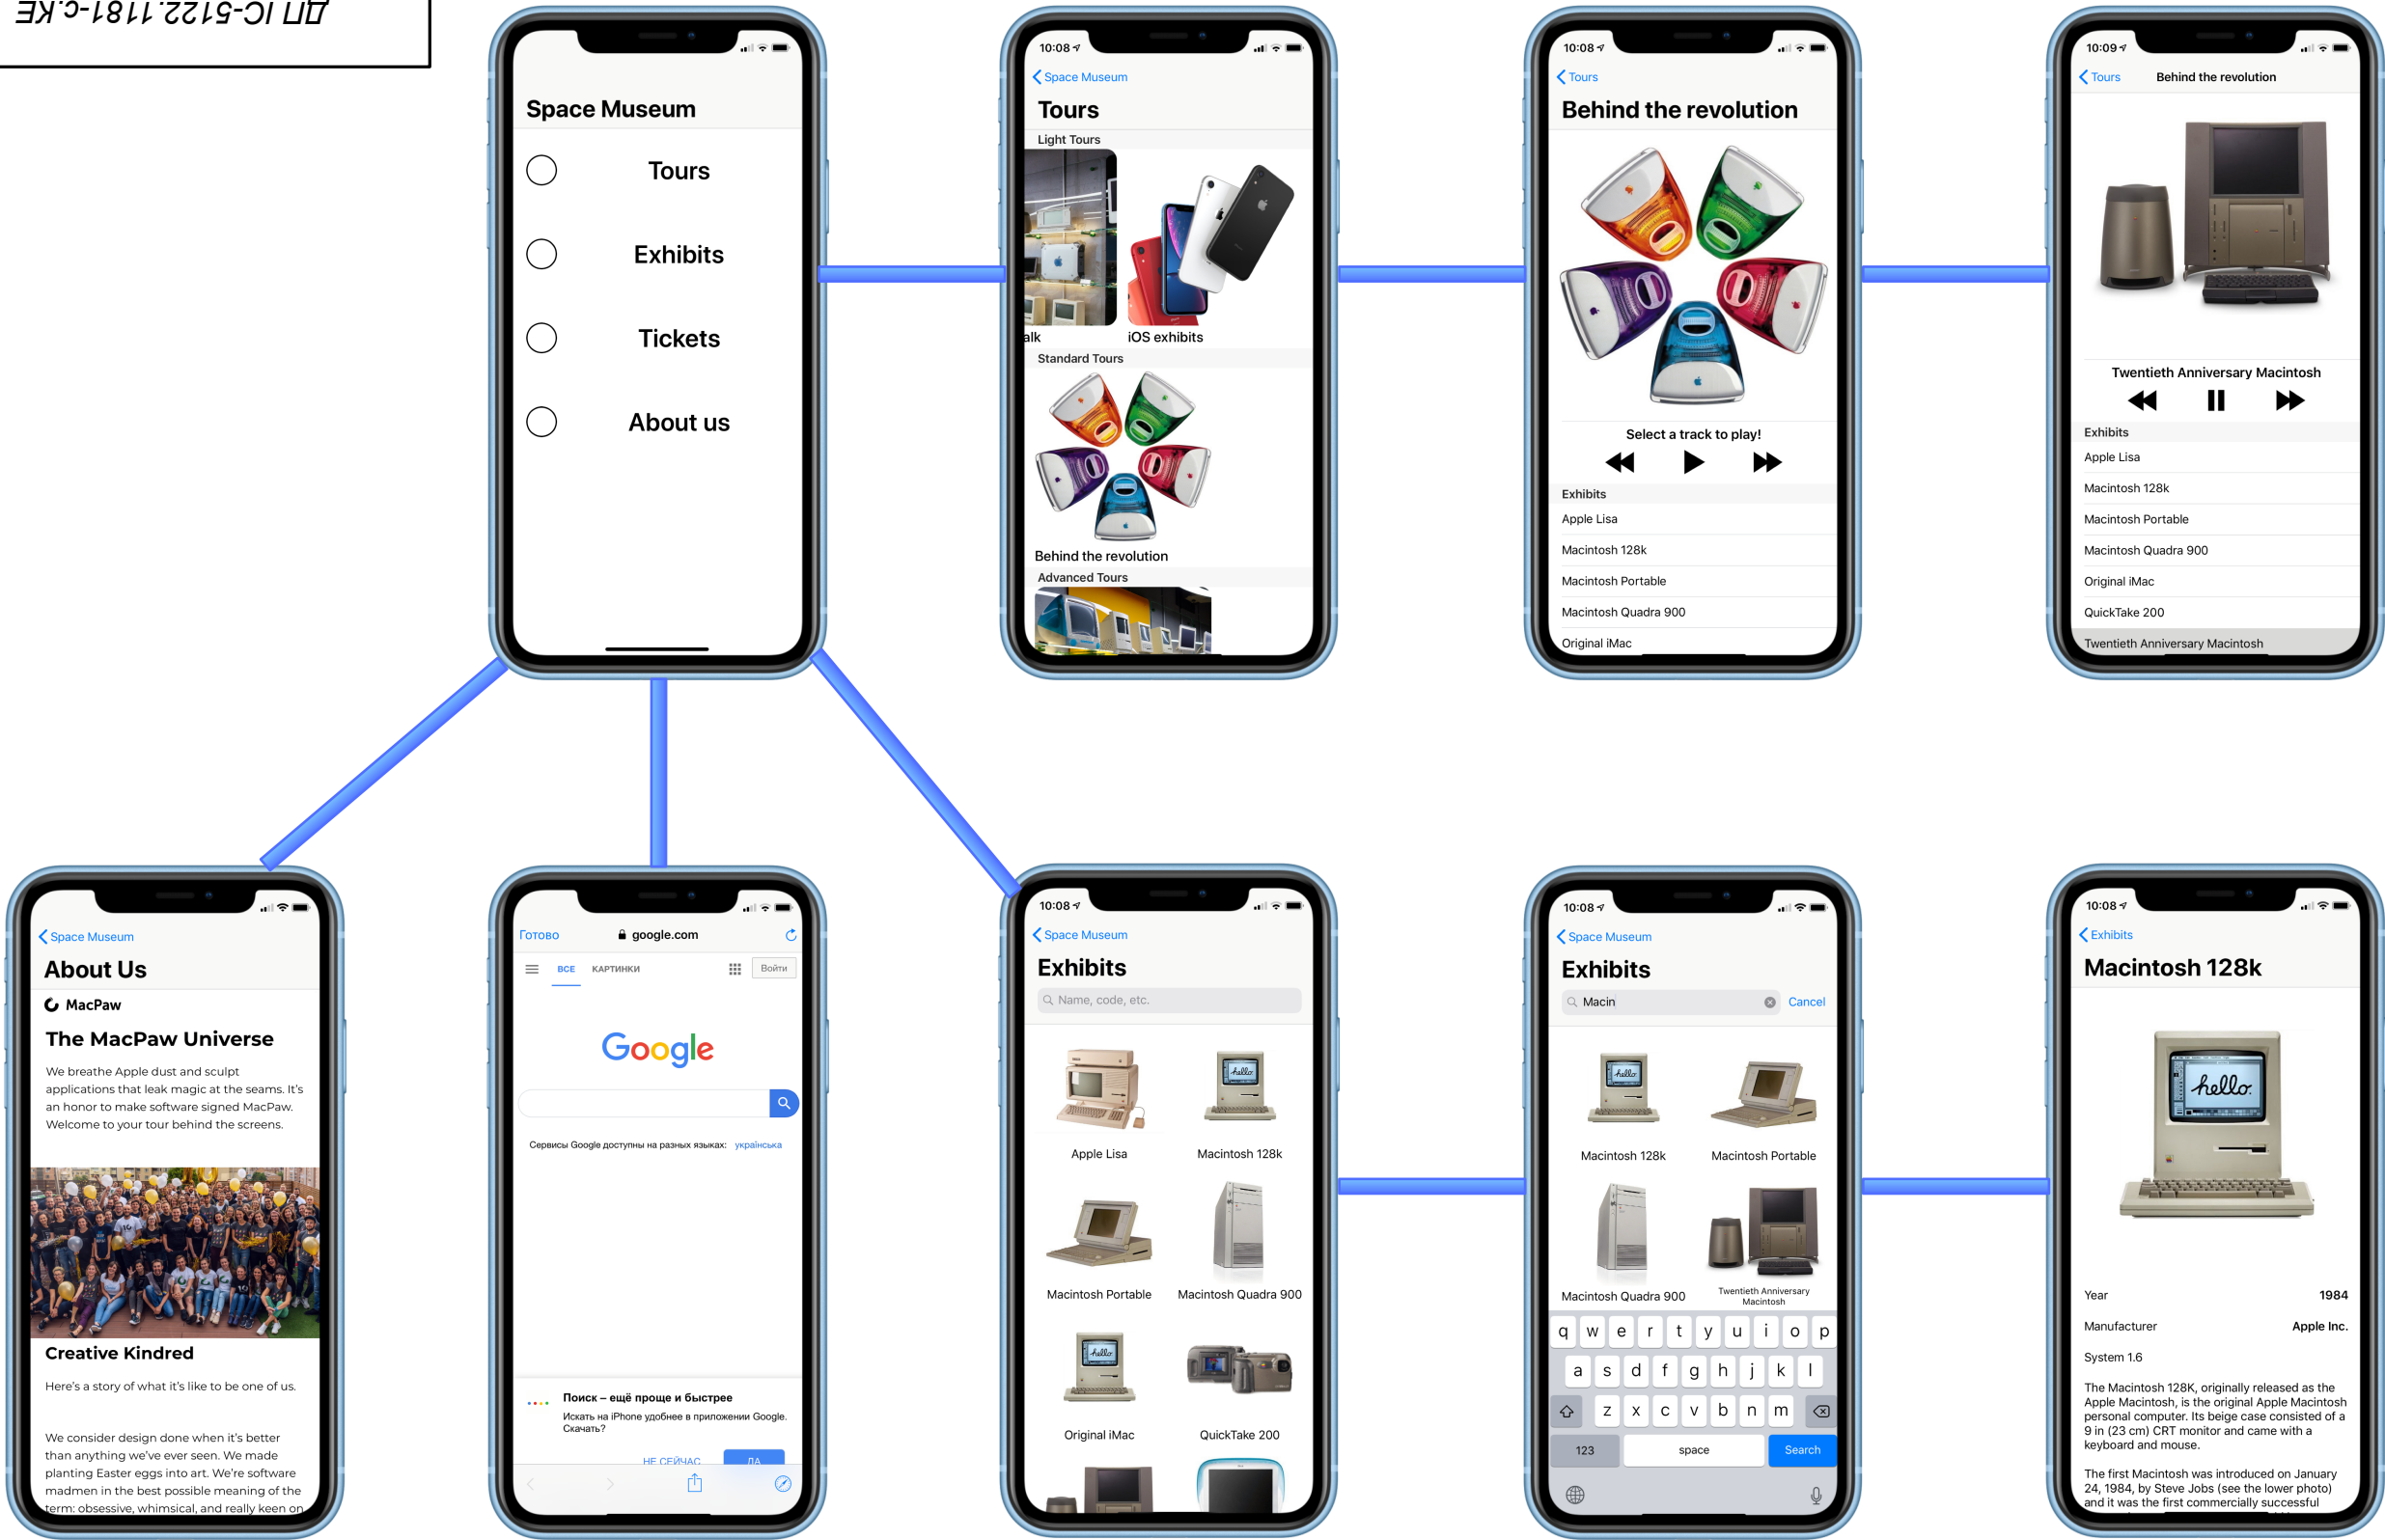 ДП ІС-5122.1181-с.КЕ
Space Museum
Tours
Exhibits
Tickets
About us
10:08
Space Museum
Tours
Light Tours
alk
iOS exhibits
Standard Tours
Behind the revolution
Advanced Tours
10:08
Tours
Behind the revolution
Select a track to play!
Exhibits
Apple Lisa
Macintosh 128k
Macintosh Portable
Macintosh Quadra 900
Original iMac
10:09
Tours Behind the revolution
Twentieth Anniversary Macintosh
Exhibits
Apple Lisa
Macintosh 128k
Macintosh Portable
Macintosh Quadra 900
Original iMac
QuickTake 200
Twentieth Anniversary Macintosh
Space Museum
About Us
MacPaw
The MacPaw Universe
We breathe Apple dust and sculpt
applications that leak magic at the seams. It's
an honor to make software signed MacPaw.
Welcome to your tour behind the screens.
Creative Kindred
Here's a story of what it's like to be one of us.
We consider design done when it's better
than anything we've ever seen. We made
planting Easter eggs into art. We're software
madmen in the best possible meaning of the
term: obsessive, whimsical, and really keen on
Готово google.com
ВСЕ КАРТИНКИ Войти
Google
Сервисы Google доступны на разных языках: українська
Поиск – ещё проще и быстрее
Искать на iPhone удобнее в приложении Google.
Скачать?
НЕ СЕЙЧАС ДА
10:08
Space Museum
Exhibits
Name, code, etc.
hello.
Apple Lisa Macintosh 128k
Macintosh Portable Macintosh Quadra 900
hello.
Original iMac QuickTake 200
10:08
Space Museum
Exhibits
Macin Cancel
hello.
Macintosh 128k Macintosh Portable
Macintosh Quadra 900 Twentieth Anniversary
Macintosh
q w e r t y u i o p
a s d f g h j k l
z x c v b n m
123 space Search
10:08
Exhibits
Macintosh 128k
hello.
Year 1984
Manufacturer Apple Inc.
System 1.6
The Macintosh 128K, originally released as the
Apple Macintosh, is the original Apple Macintosh
personal computer. Its beige case consisted of a
9 in (23 cm) CRT monitor and came with a
keyboard and mouse.
The first Macintosh was introduced on January
24, 1984, by Steve Jobs (see the lower photo)
and it was the first commercially successful